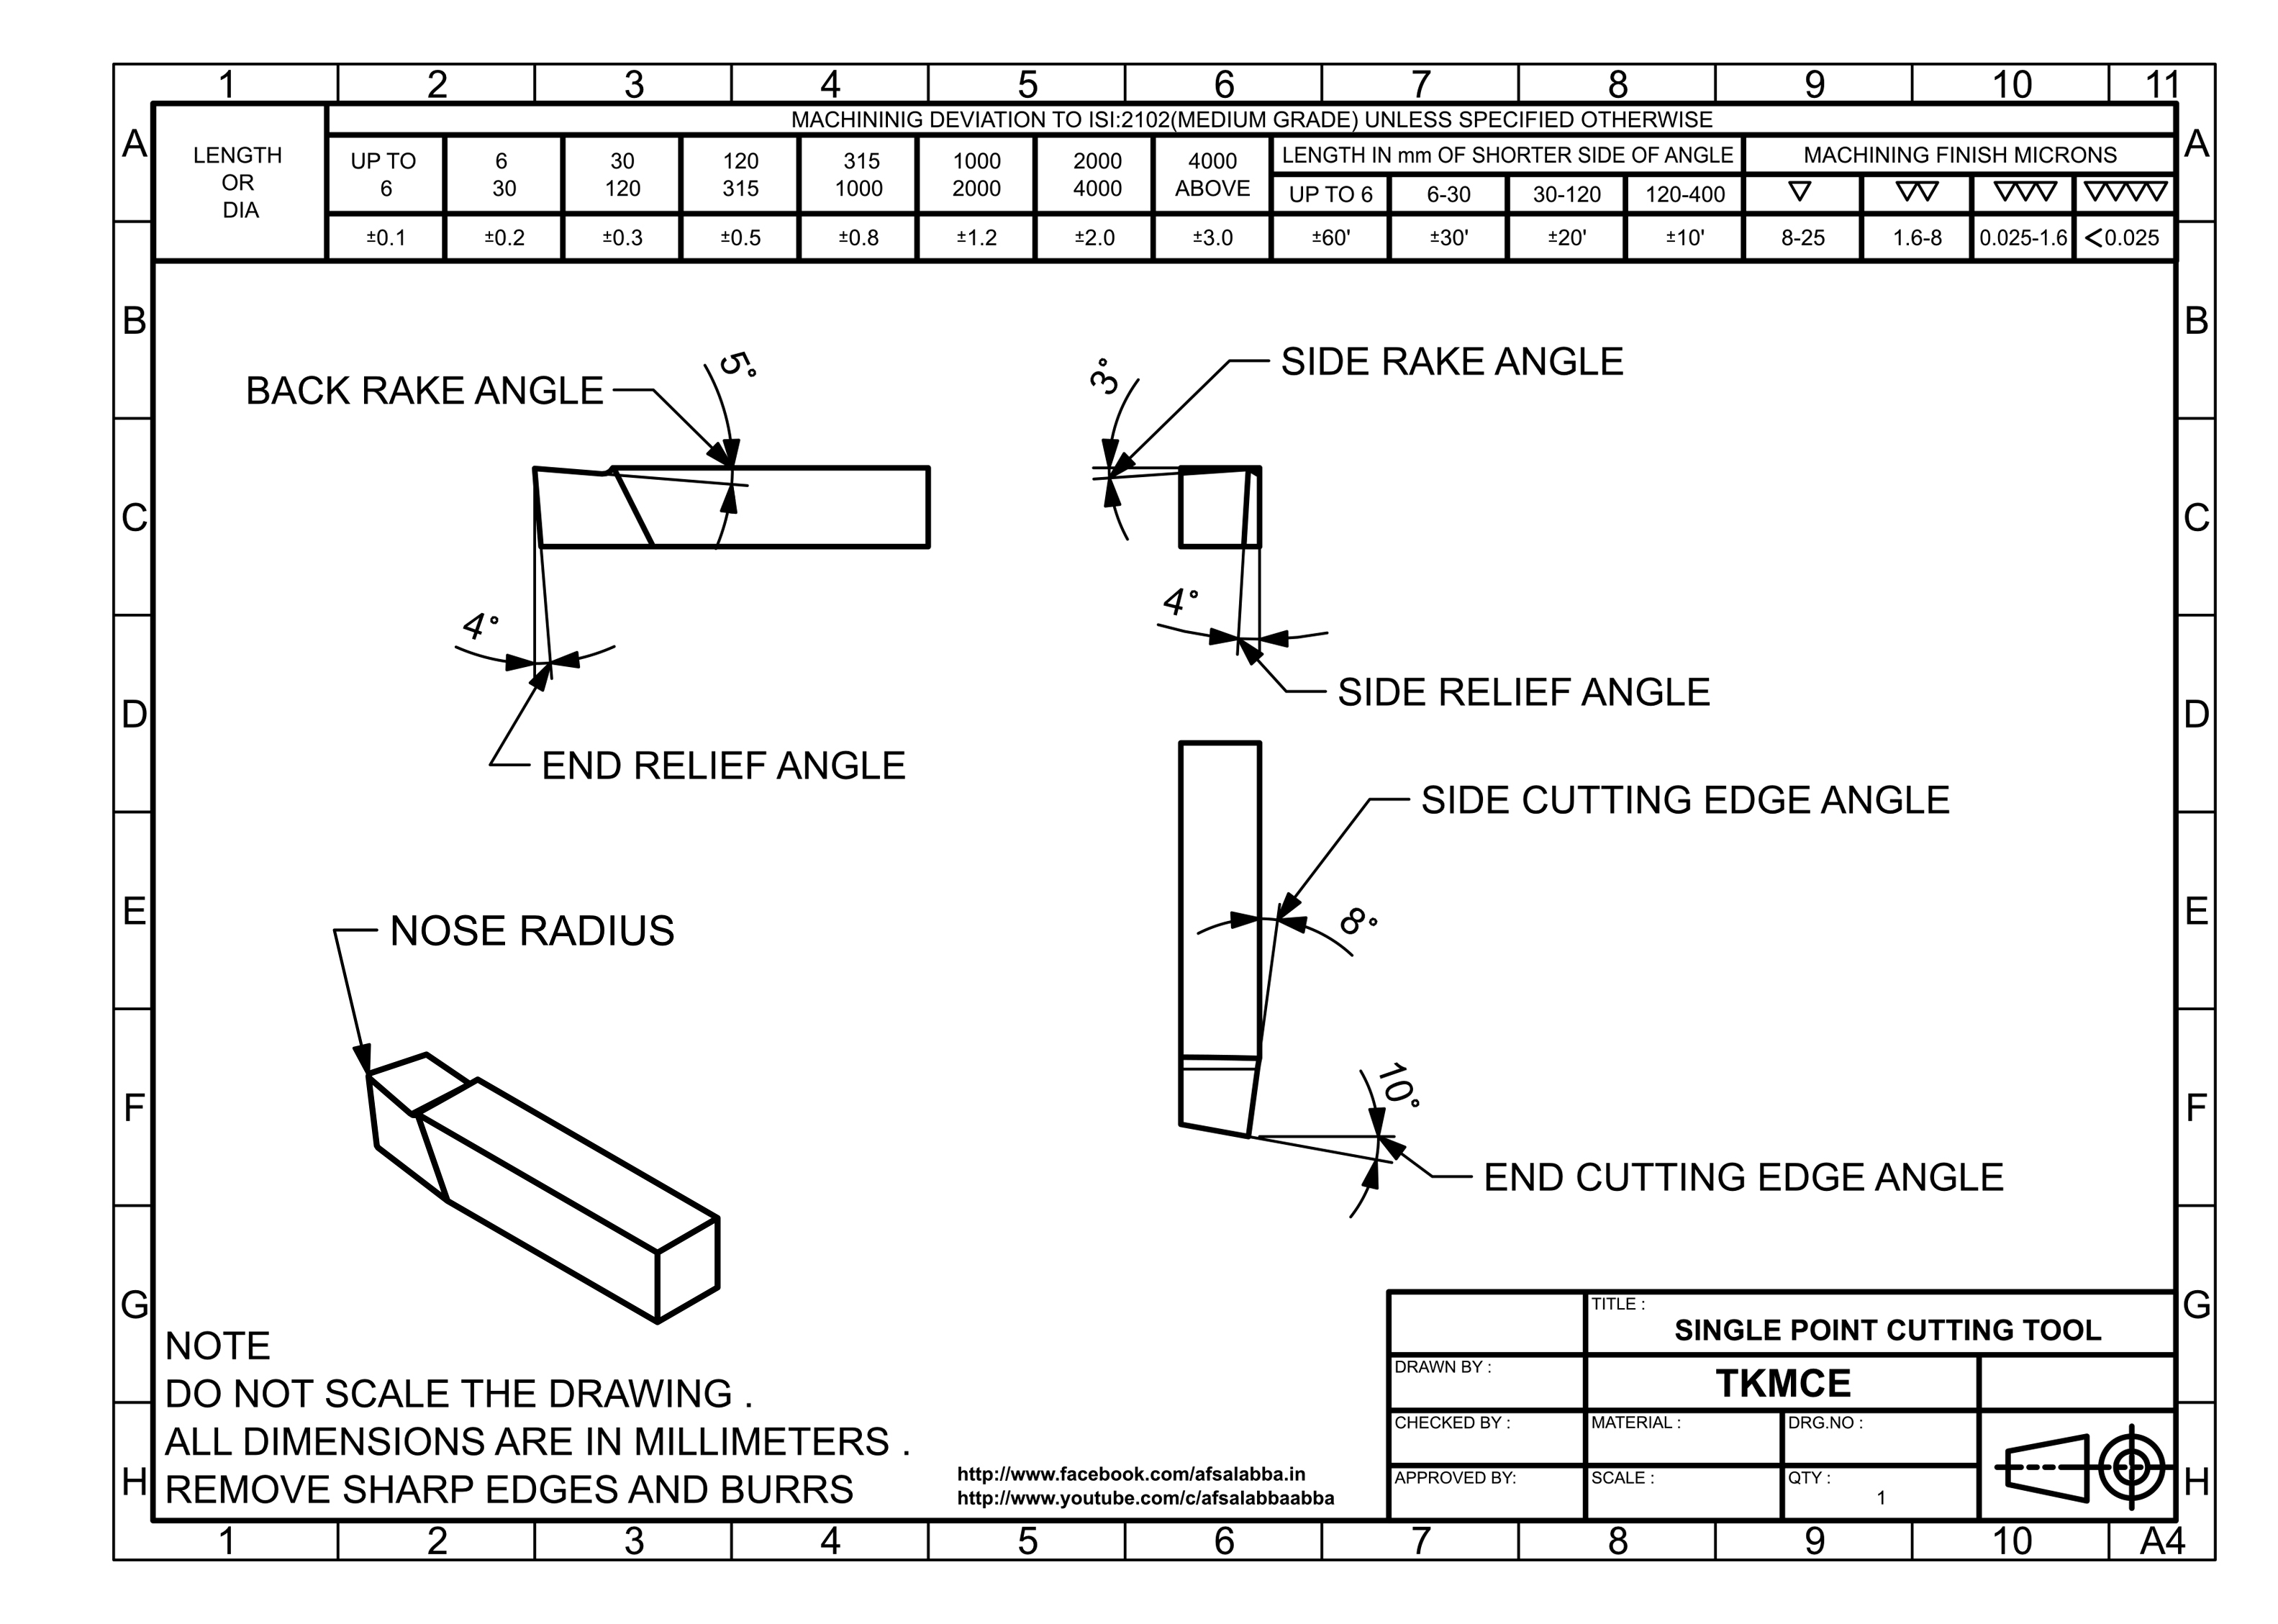 1 2 3 4 5 6 7 8 9 10 11
A
A
MACHININIG DEVIATION TO ISI:2102(MEDIUM GRADE) UNLESS SPECIFIED OTHERWISE
LENGTH
OR
DIA
UP TO
6
6
30
30
120
120
315
315
1000
1000
2000
2000
4000
4000
ABOVE
LENGTH IN mm OF SHORTER SIDE OF ANGLE
MACHINING FINISH MICRONS
UP TO 6 6-30 30-120 120-400
±0.1 ±0.2 ±0.3 ±0.5 ±0.8 ±1.2 ±2.0 ±3.0 ±60' ±30' ±20' ±10' 8-25 1.6-8 0.025-1.6 <0.025
B
B
BACK RAKE ANGLE
5°
3°
SIDE RAKE ANGLE
C
C
4°
END RELIEF ANGLE
4°
SIDE RELIEF ANGLE
D
D
SIDE CUTTING EDGE ANGLE
8°
E
E
NOSE RADIUS
10°
END CUTTING EDGE ANGLE
F
F
G
G
NOTE
DO NOT SCALE THE DRAWING .
ALL DIMENSIONS ARE IN MILLIMETERS .
REMOVE SHARP EDGES AND BURRS
http://www.facebook.com/afsalabba.in
http://www.youtube.com/c/afsalabbaabba
TITLE :
SINGLE POINT CUTTING TOOL
DRAWN BY :
TKMCE
CHECKED BY :
MATERIAL :
DRG.NO :
APPROVED BY:
SCALE :
QTY :
1
H
H
1 2 3 4 5 6 7 8 9 10 A4